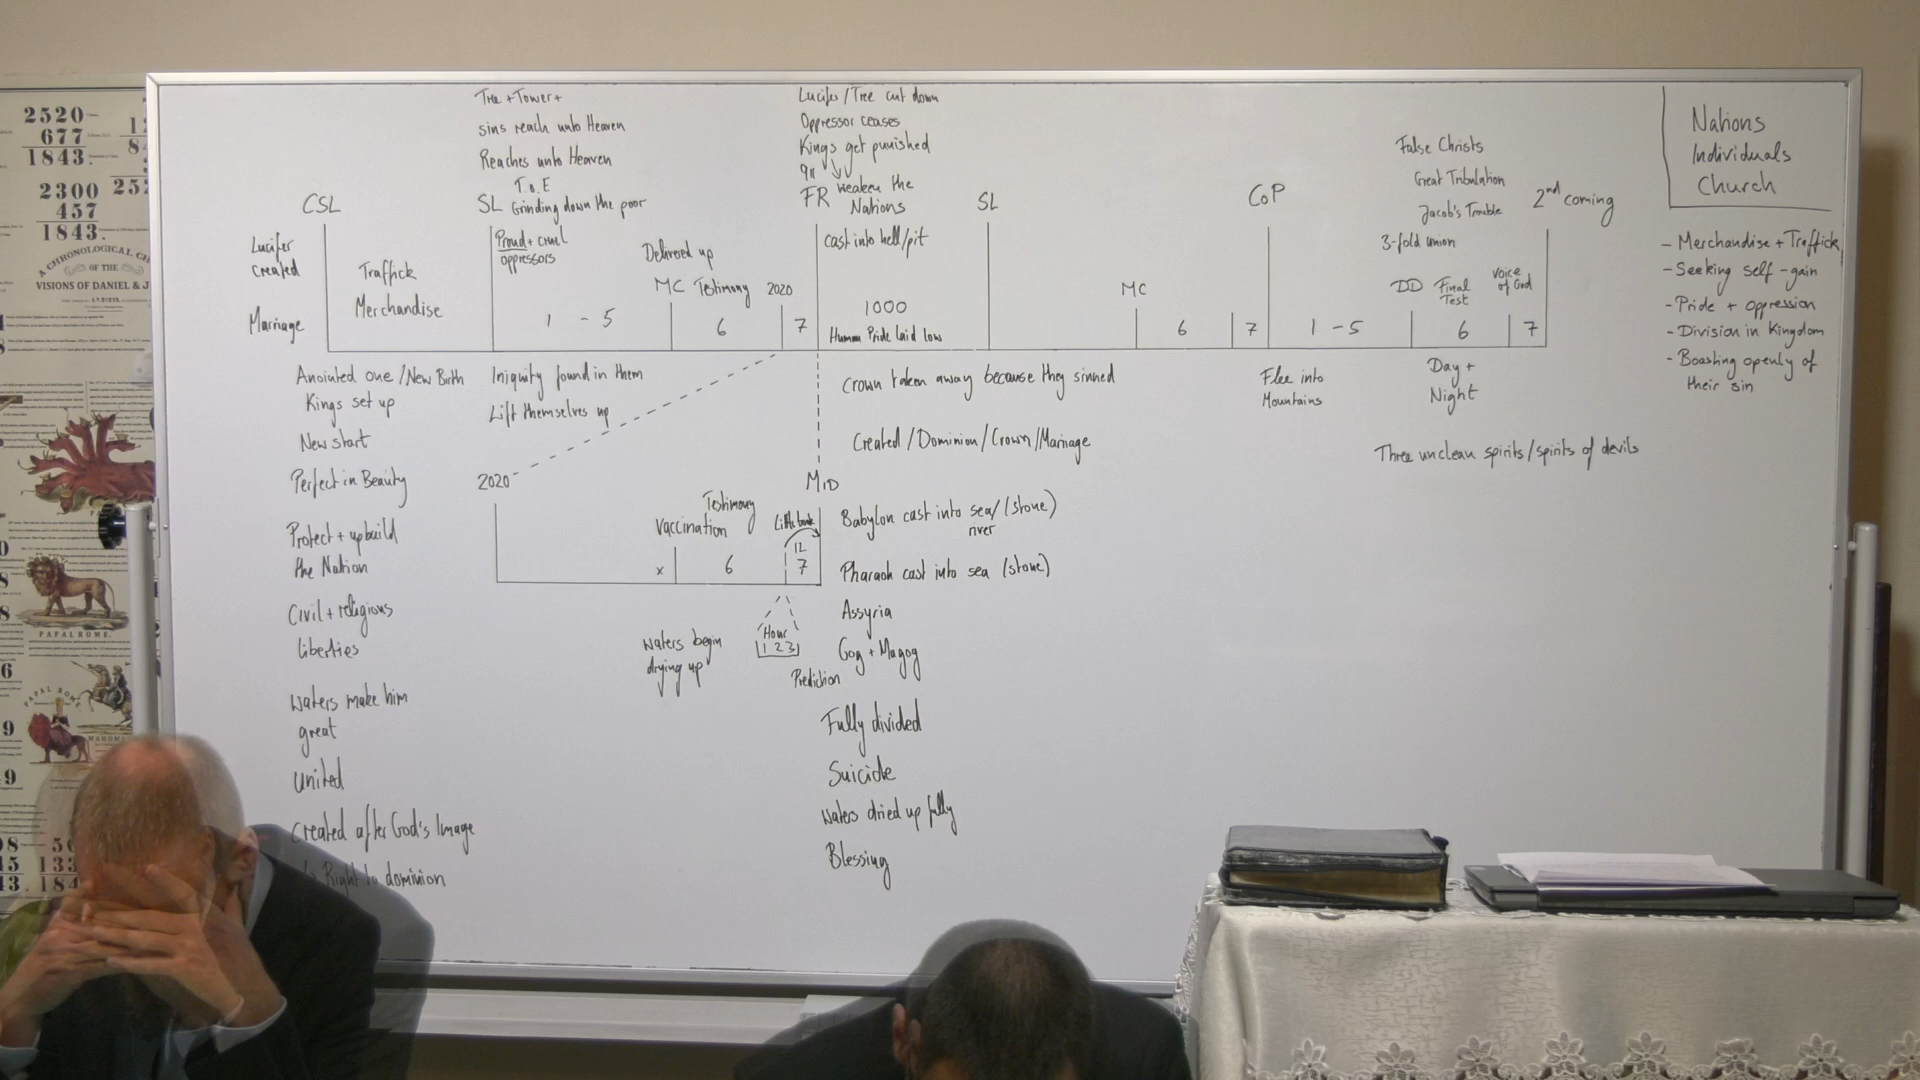 2520
677
1843.
2300
457
1843.
252
A CHRONOLOGICAL
OF THE
VISIONS OF DANIEL & J
PAPAL ROME.
PAPAL ROME
Tree + Tower +
sins reach unto Heaven
Reaches unto Heaven
T.o.E
SL Grinding down the poor
Lucifer / Tree cut down
Oppressor ceases
Kings get punished
911
FR weaken the
Nations
CSL
SL
CoP
False Christs
Great Tribulation
Jacob's Trouble
2nd coming
Lucifer
created
Marriage
Traffick
Merchandise
Proud + cruel
oppressors
1 - 5
Delivered up
MC Testimony 2020
6
7
cast into hell/pit
1000
Human Pride laid low
MC
6
7
1 - 5
3-fold union
DD Final
Test
voice
of God
6
7
Nations
Individuals
Church
- Merchandise + Traffick
- Seeking self-gain
- Pride + oppression
- Division in Kingdom
- Boasting openly of
their sin
Anointed one / New Birth
Kings set up
New start
Perfect in Beauty
Protect + upbuild
the Nation
Civil + religious
liberties
Waters make him
great
United
Created after God's Image
Right to dominion
Iniquity found in them
Lift themselves up
2020
Vaccination
Testimony
Little book
x
6
12
7
Waters begin
drying up
Hour
1 2 3
Prediction
MID
Crown taken away because they sinned
Created / Dominion / Crown / Marriage
Babylon cast into sea/ (stone)
river
Pharaoh cast into sea (stone)
Assyria
Gog + Magog
Fully divided
Suicide
Waters dried up fully
Blessing
Flee into
Mountains
Day +
Night
Three unclean spirits / spirits of devils